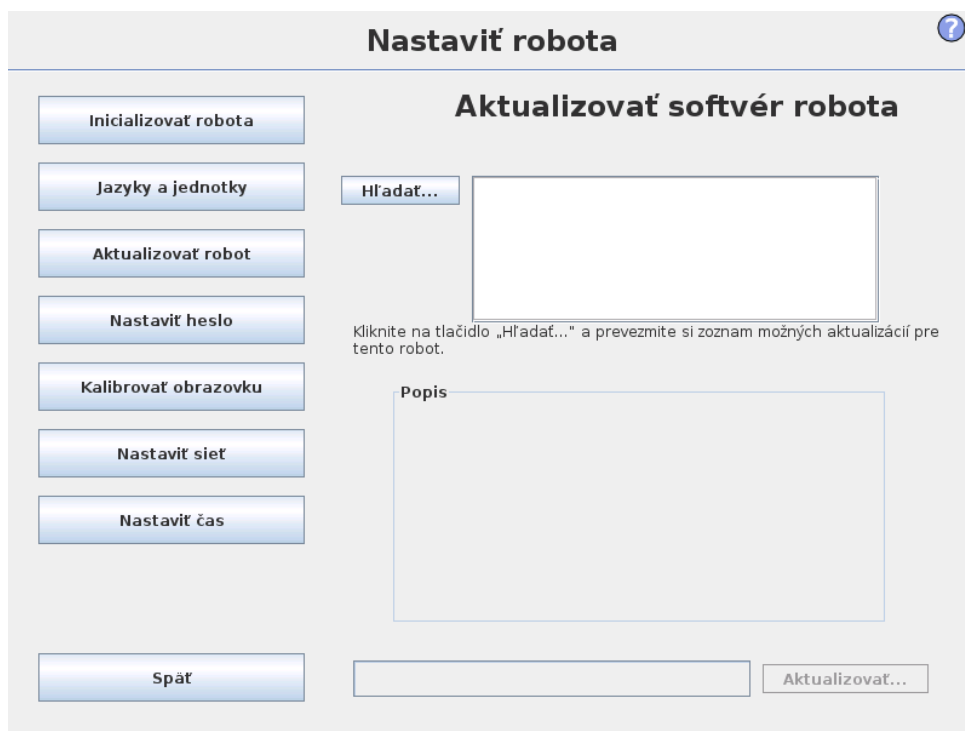 Nastaviť robota
?
Inicializovať robota
Jazyky a jednotky
Aktualizovať robot
Nastaviť heslo
Kalibrovať obrazovku
Nastaviť sieť
Nastaviť čas
Späť
Aktualizovať softvér robota
Hľadať...
Kliknite na tlačidlo „Hľadať..." a prevezmite si zoznam možných aktualizácií pre
tento robot.
Popis
Aktualizovať...